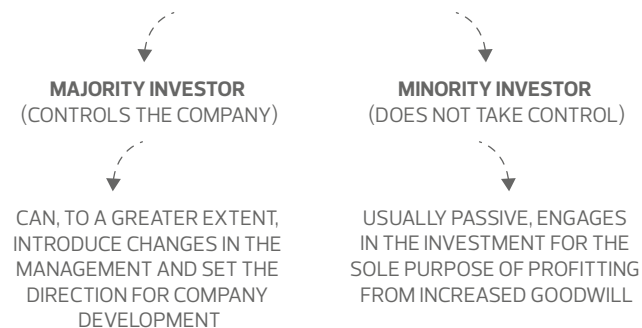 MAJORITY INVESTOR
(CONTROLS THE COMPANY)
CAN, TO A GREATER EXTENT,
INTRODUCE CHANGES IN THE
MANAGEMENT AND SET THE
DIRECTION FOR COMPANY
DEVELOPMENT
MINORITY INVESTOR
(DOES NOT TAKE CONTROL)
USUALLY PASSIVE, ENGAGES
IN THE INVESTMENT FOR THE
SOLE PURPOSE OF PROFITTING
FROM INCREASED GOODWILL